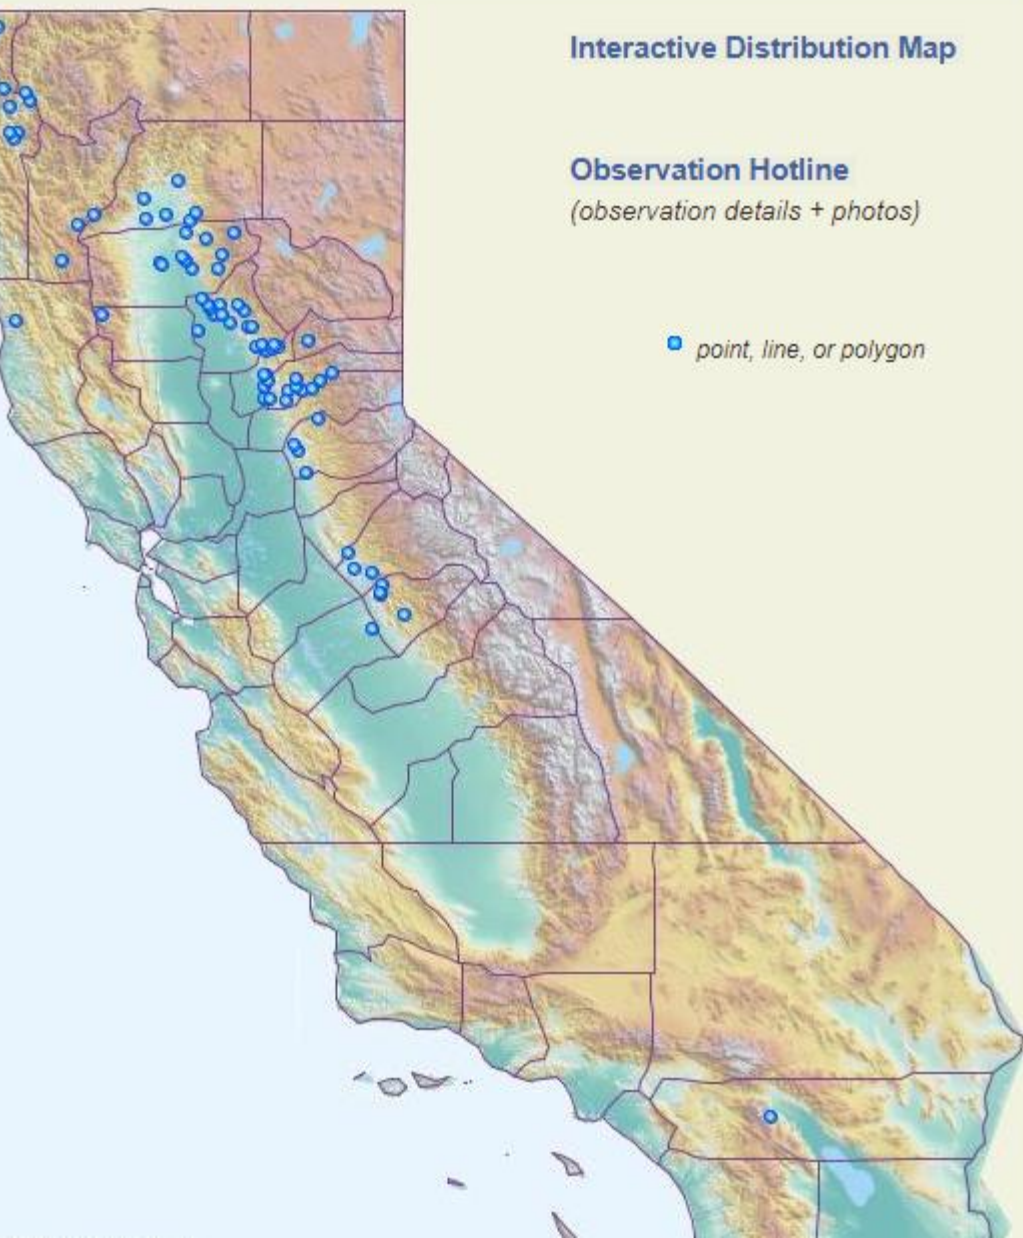 Interactive Distribution Map
Observation Hotline
(observation details + photos)
point, line, or polygon